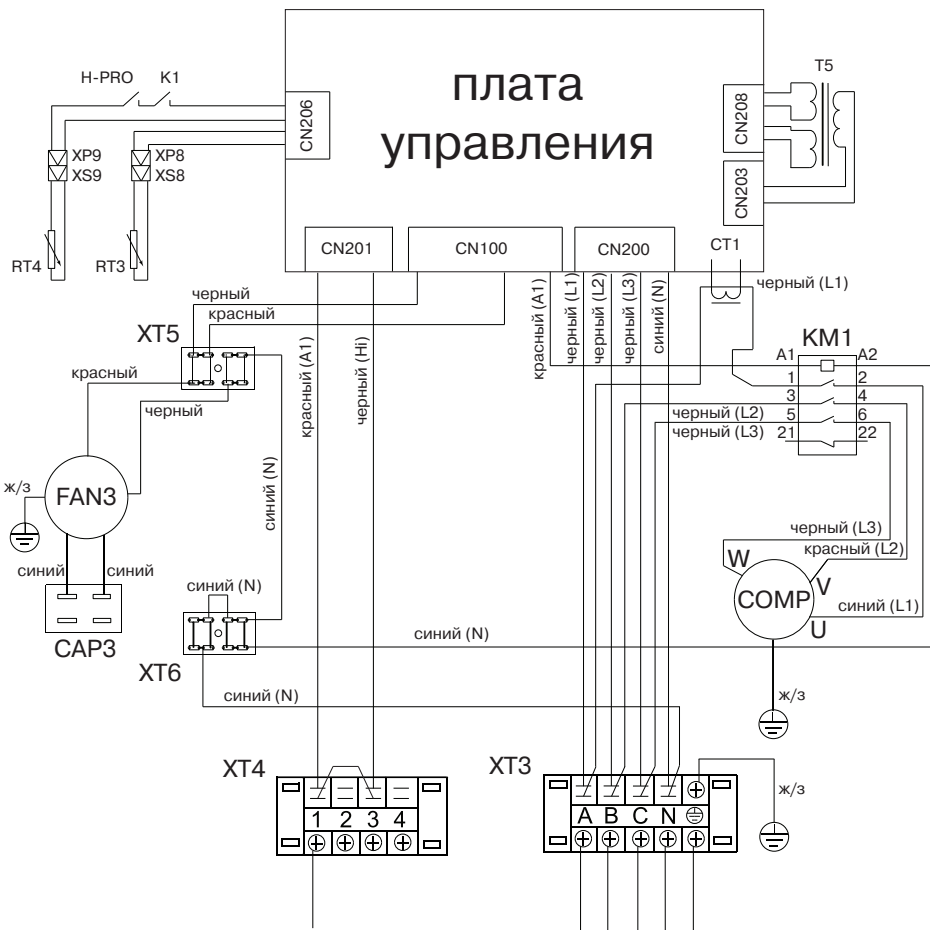 плата
управления
H-PRO
K1
CN206
XP9
XS9
XP8
XS8
RT4
RT3
CN208
CN203
T5
CN201
CN100
CN200
CT1
черный (L1)
черный
красный
XT5
красный
черный
красный (A1)
черный (Hi)
синий (N)
красный (A1)
черный (L1)
черный (L2)
черный (L3)
синий (N)
KM1
A1
A2
1
2
3
4
черный (L2)
5
6
черный (L3)
21
22
ж/з
FAN3
синий
синий
CAP3
синий (N)
XT6
синий (N)
синий (N)
черный (L3)
красный (L2)
синий (L1)
W
V
U
COMP
ж/з
XT4
1 2 3 4
XT3
A B C N
ж/з